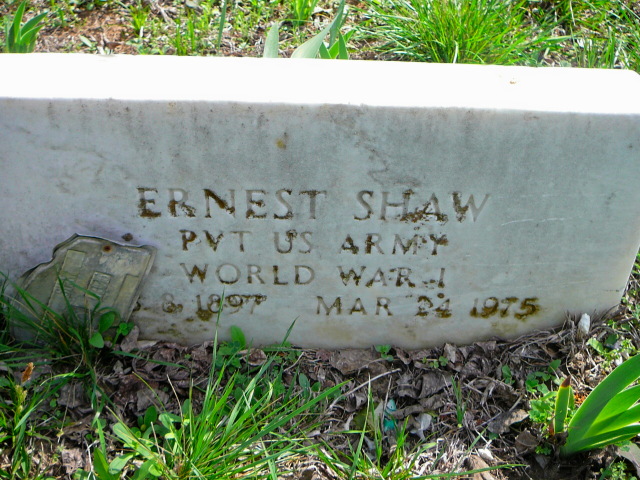 ERNEST SHAW
PVT US ARMY
WORLD WAR I
8 1897 MAR 24 1975